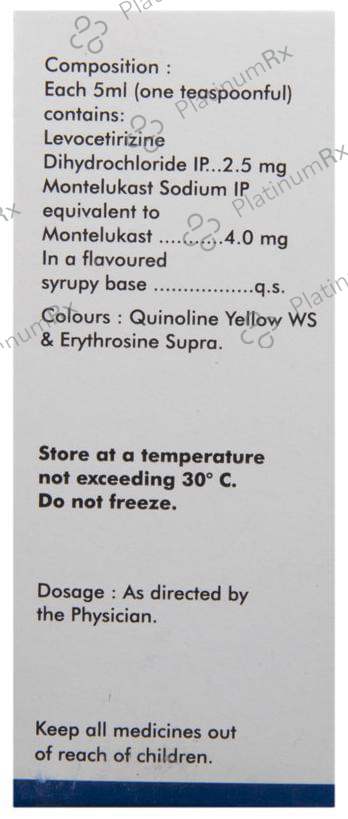 Composition :
Each 5ml (one teaspoonful)
contains:
Levocetirizine
Dihydrochloride IP...2.5 mg
Montelukast Sodium IP
equivalent to
Montelukast ...........4.0 mg
In a flavoured
syrupy base .................q.s.
Colours : Quinoline Yellow WS
& Erythrosine Supra.
Store at a temperature
not exceeding 30° C.
Do not freeze.
Dosage : As directed by
the Physician.
Keep all medicines out
of reach of children.
PlatinumRx
PlatinumRx